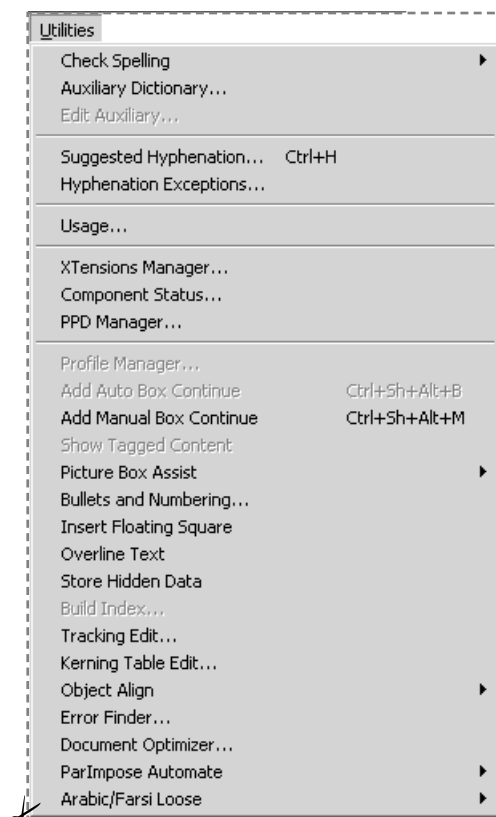 Utilities
Check Spelling
Auxiliary Dictionary...
Edit Auxiliary...
Suggested Hyphenation... Ctrl+H
Hyphenation Exceptions...
Usage...
XTensions Manager...
Component Status...
PPD Manager...
Profile Manager...
Add Auto Box Continue Ctrl+Sh+Alt+B
Add Manual Box Continue Ctrl+Sh+Alt+M
Show Tagged Content
Picture Box Assist
Bullets and Numbering...
Insert Floating Square
Overline Text
Store Hidden Data
Build Index...
Tracking Edit...
Kerning Table Edit...
Object Align
Error Finder...
Document Optimizer...
ParImpose Automate
Arabic/Farsi Loose